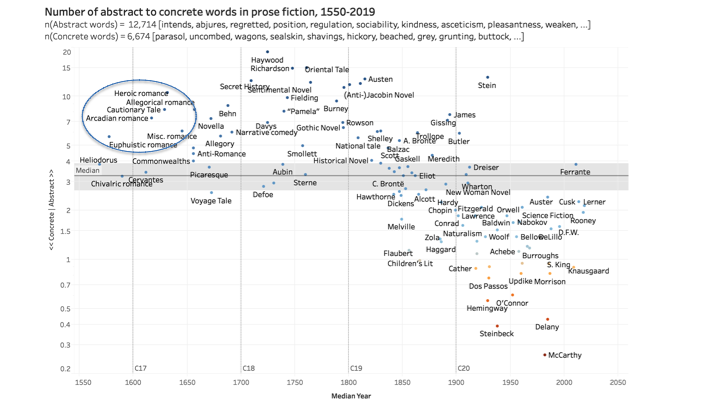 Number of abstract to concrete words in prose fiction, 1550-2019
n(Abstract words) = 12,714 [intends, abjures, regretted, position, regulation, sociability, kindness, asceticism, pleasantness, weaken, ...]
n(Concrete words) = 6,674 [parasol, uncombed, wagons, sealskin, shavings, hickory, beached, grey, grunting, buttock, ...]
20
Haywood
15
Richardson
Oriental Tale
Austen
Secret History
Sentimental Novel
Stein
10
Heroic romance
Fielding
(Anti-)Jacobin Novel
Allegorical romance
Cautionary Tale
Behn
"Pamela"
Burney
James
7
Arcadian romance
Novella
Davys
Gothic Novel
Rowson
Gissing
Misc. romance
Narrative comedy
Shelley
Trollope
5
Euphuistic romance
Allegory
National tale
A. Brontë
Butler
Balzac
4
Heliodorus
Commonwealths
Anti-Romance
Smollett
Historical Novel
Scott
Gaskell
Meredith
Median
Picaresque
Aubin
Dreiser
Ferrante
3
Chivalric romance
Cervantes
Sterne
C. Brontë
Eliot
Wharton
Voyage Tale
Defoe
Hawthorne
Alcott
New Woman Novel
Dickens
Hardy
Auster
Cusk
Lerner
2
Chopin
Fitzgerald
Orwell
Science Fiction
Lawrence
Rooney
Melville
Conrad
Baldwin
Nabokov
1.5
Zola
Naturalism
Woolf
Bellow
DeLillo
D.F.W.
Flaubert
Haggard
Achebe
Burroughs
1
Children's Lit
Cather
S. King
Knausgaard
0.7
Dos Passos
Updike
Morrison
0.5
Hemingway
O'Connor
0.4
Steinbeck
Delany
0.3
McCarthy
0.2
C17
C18
C19
C20
<< Concrete | Abstract >>
1550
1600
1650
1700
1750
1800
1850
1900
1950
2000
2050
Median Year